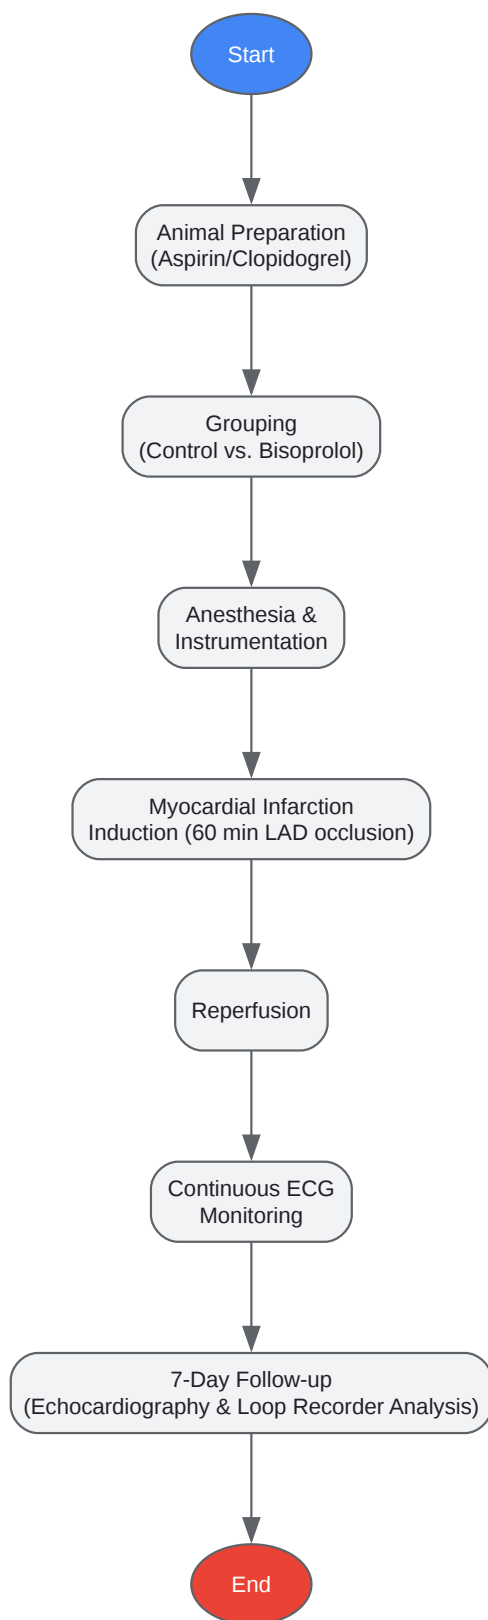 Start
Animal Preparation
(Aspirin/Clopidogrel)
Grouping
(Control vs. Bisoprolol)
Anesthesia &
Instrumentation
Myocardial Infarction
Induction (60 min LAD occlusion)
Reperfusion
Continuous ECG
Monitoring
7-Day Follow-up
(Echocardiography & Loop Recorder Analysis)
End